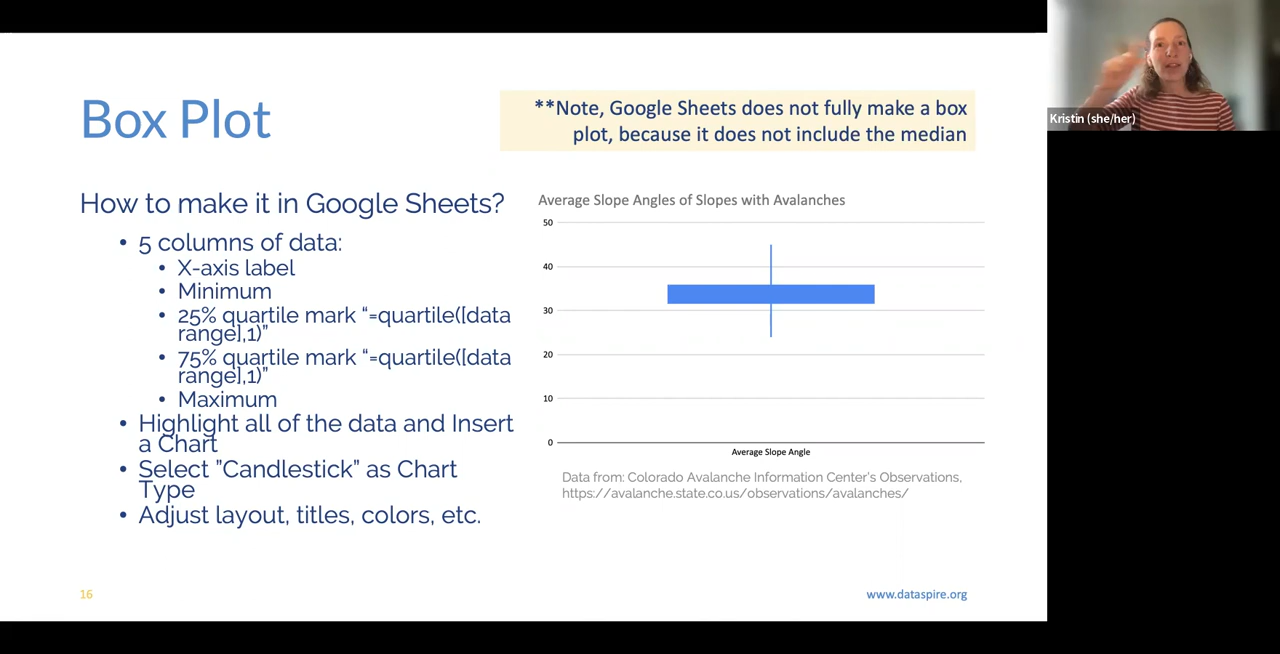 Box Plot
**Note, Google Sheets does not fully make a box
plot, because it does not include the median
Kristin (she/her)
How to make it in Google Sheets?
• 5 columns of data:
• X-axis label
• Minimum
• 25% quartile mark “=quartile([data
range],1)”
• 75% quartile mark “=quartile([data
range],1)”
• Maximum
• Highlight all of the data and Insert
a Chart
• Select ”Candlestick” as Chart
Type
• Adjust layout, titles, colors, etc.
Average Slope Angles of Slopes with Avalanches
50
40
30
20
10
0
Average Slope Angle
Data from: Colorado Avalanche Information Center's Observations,
https://avalanche.state.co.us/observations/avalanches/
16
www.dataspire.org